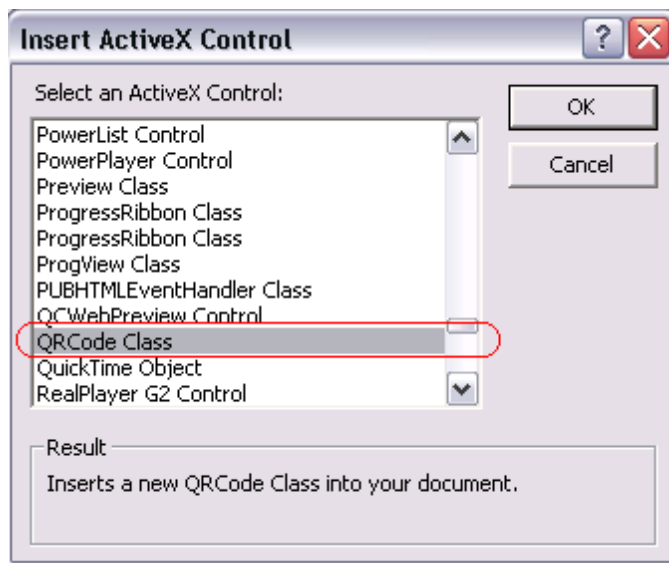 Insert ActiveX Control
Select an ActiveX Control:
PowerList Control
PowerPlayer Control
Preview Class
ProgressRibbon Class
ProgressRibbon Class
ProgView Class
PUBHTMLEventHandler Class
QCWebPreview Control
QRCode Class
QuickTime Object
RealPlayer G2 Control
OK
Cancel
Result
Inserts a new QRCode Class into your document.